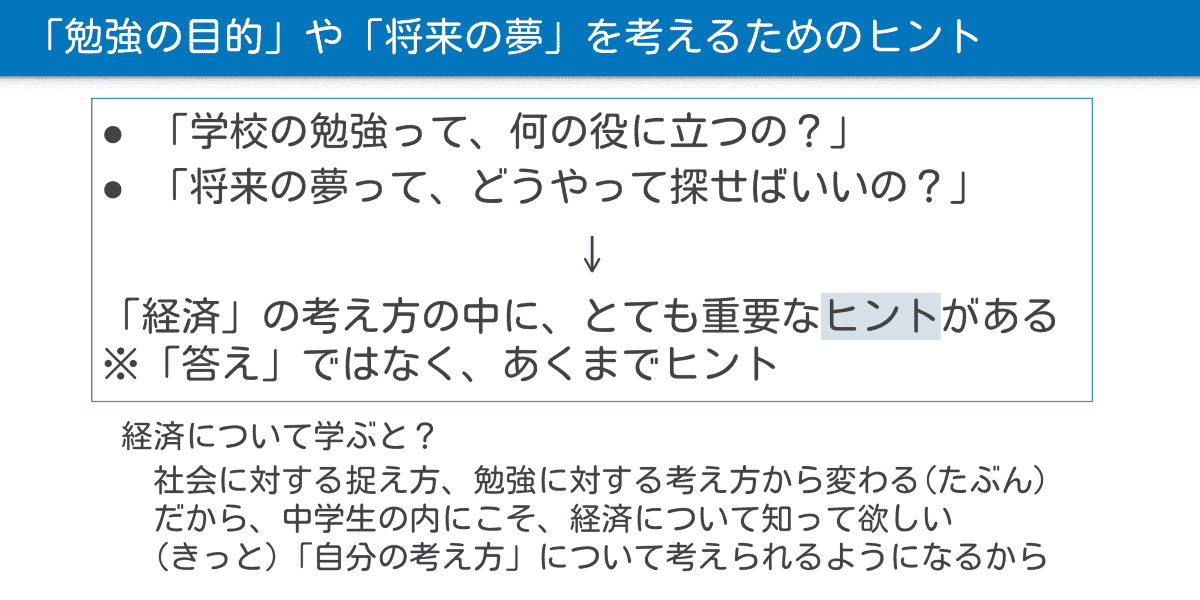 「勉強の目的」や「将来の夢」を考えるためのヒント
● 「学校の勉強って、何の役に立つの？」
● 「将来の夢って、どうやって探せばいいの？」
↓
「経済」の考え方の中に、とても重要なヒントがある
※「答え」ではなく、あくまでヒント
経済について学ぶと？
社会に対する捉え方、勉強に対する考え方から変わる(たぶん)
だから、中学生の内にこそ、経済について知って欲しい
(きっと)「自分の考え方」について考えられるようになるから